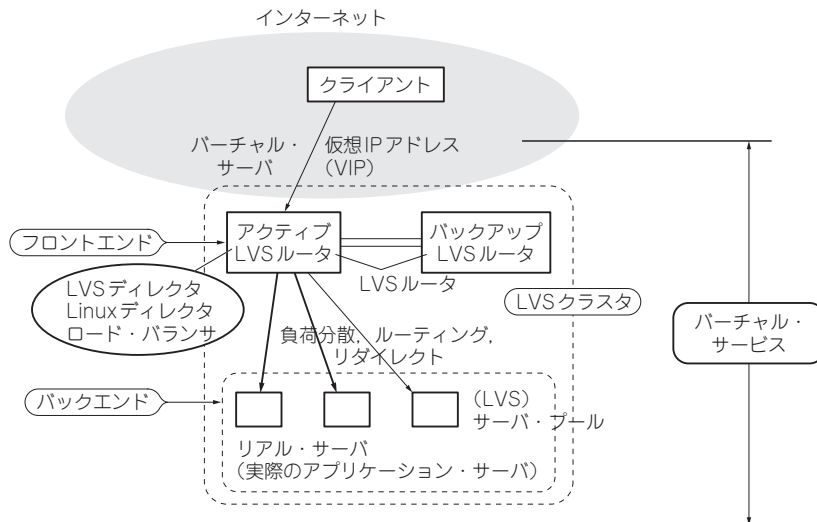 インターネット
クライアント
バーチャル・
サーバ
仮想IPアドレス
(VIP)
フロントエンド
アクティブ
LVSルータ
バックアップ
LVSルータ
LVSルータ
LVSディレクタ
Linuxディレクタ
ロード・バランサ
LVSクラスタ
バーチャル・
サービス
負荷分散，ルーティング，
リダイレクト
バックエンド
(LVS)
サーバ・プール
リアル・サーバ
(実際のアプリケーション・サーバ)